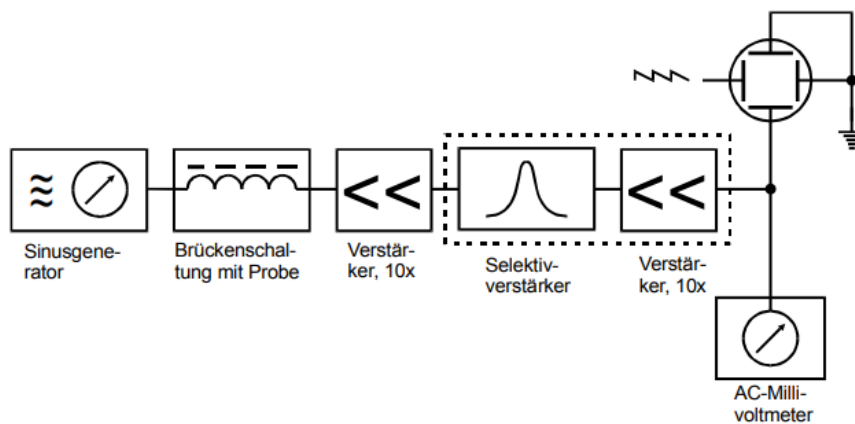 Sinusgene-
rator
Brückenschal-
tung mit Probe
Verstär-
ker, 10x
Selektiv-
verstärker
Verstär-
ker, 10x
AC-Milli-
voltmeter